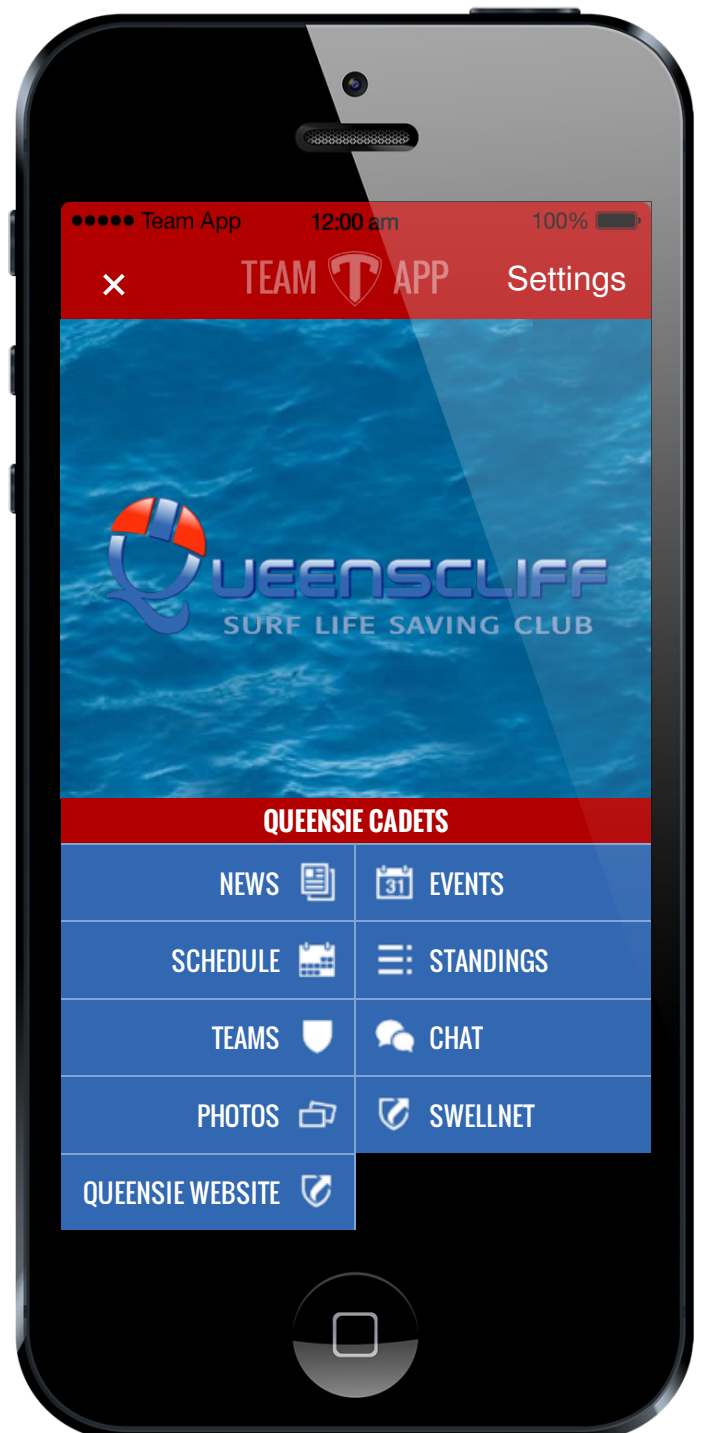 Team App 12:00 am 100%
× TEAM T APP Settings
QUEENSCLIFF
SURF LIFE SAVING CLUB
QUEENSIE CADETS
NEWS 31 EVENTS
SCHEDULE STANDINGS
TEAMS CHAT
PHOTOS SWELLNET
QUEENSIE WEBSITE